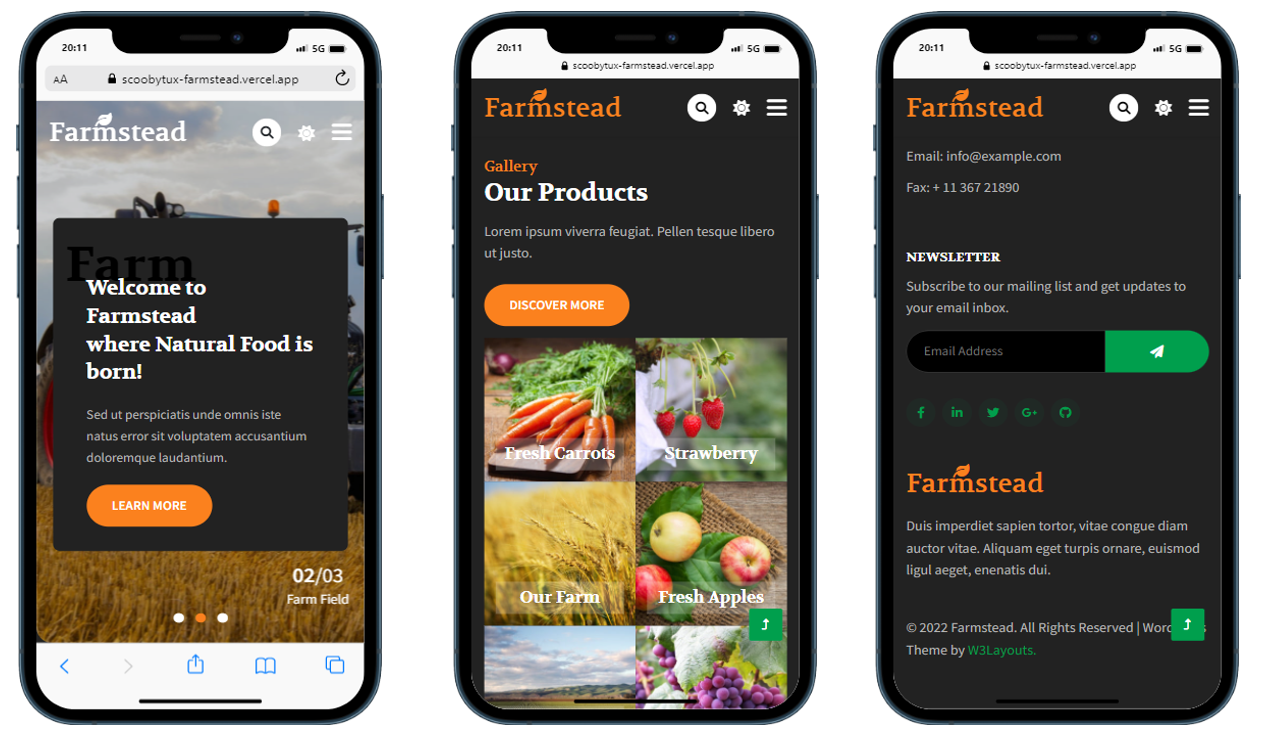 20:11
5G
AA
scoobytux-farmstead.vercel.app
Farmstead
Farm
Welcome to
Farmstead
where Natural Food is
born!
Sed ut perspiciatis unde omnis iste
natus error sit voluptatem accusantium
doloremque laudantium.
LEARN MORE
02/03
Farm Field
20:11
5G
scoobytux-farmstead.vercel.app
Farmstead
Gallery
Our Products
Lorem ipsum viverra feugiat. Pellen tesque libero
ut justo.
DISCOVER MORE
Fresh Carrots
Strawberry
Our Farm
Fresh Apples
20:11
5G
scoobytux-farmstead.vercel.app
Farmstead
Email: info@example.com
Fax: + 11 367 21890
NEWSLETTER
Subscribe to our mailing list and get updates to
your email inbox.
Email Address
f
in
G+
Farmstead
Duis imperdiet sapien tortor, vitae congue diam
auctor vitae. Aliquam eget turpis ornare, euismod
ligul aeget, enenatis dui.
© 2022 Farmstead. All Rights Reserved |
Theme by W3Layouts.